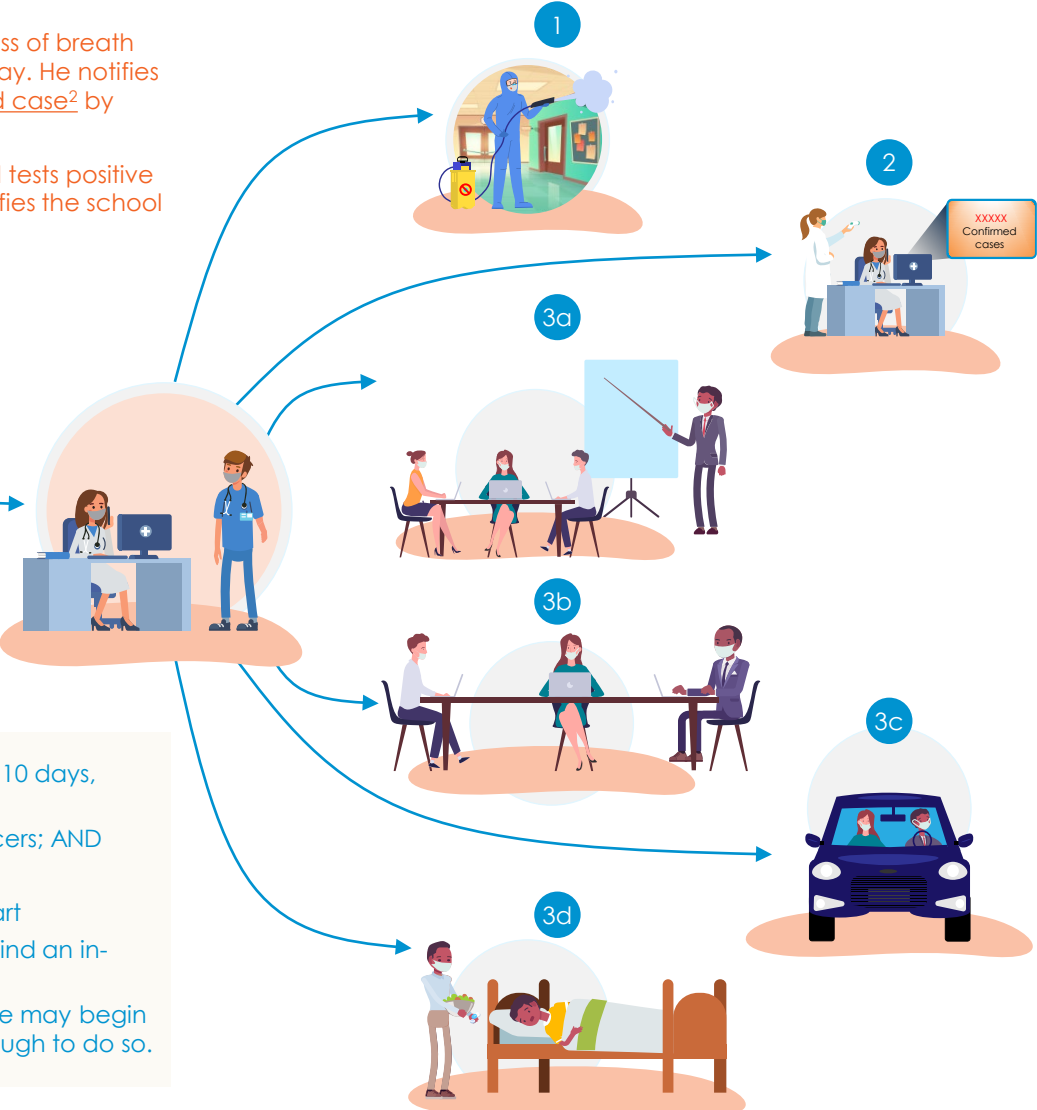 ss of breath
ay. He notifies
d case² by
l tests positive
fies the school
1
2
XXXXX
Confirmed
cases
3a
3b
3c
3d
10 days,
cers; AND
art
ind an in-
e may begin
ugh to do so.